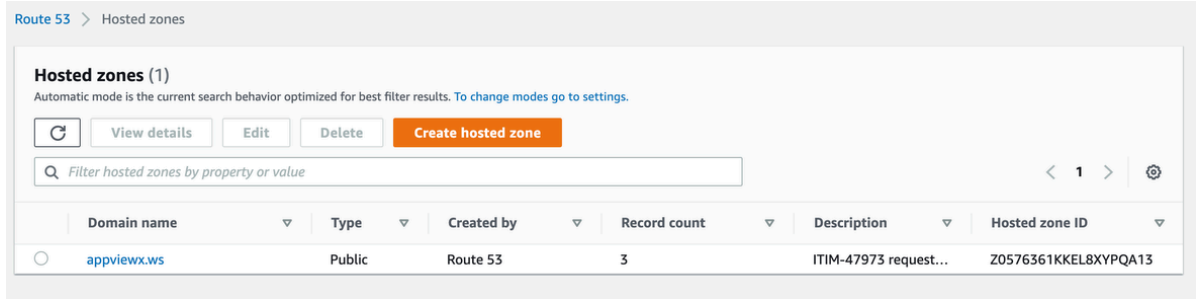 Route 53 > Hosted zones
Hosted zones (1)
Automatic mode is the current search behavior optimized for best filter results. To change modes go to settings.
View details Edit Delete Create hosted zone
Filter hosted zones by property or value 1
Domain name Type Created by Record count Description Hosted zone ID
appviewx.ws Public Route 53 3 ITIM-47973 request... Z0576361KKEL8XYPQA13